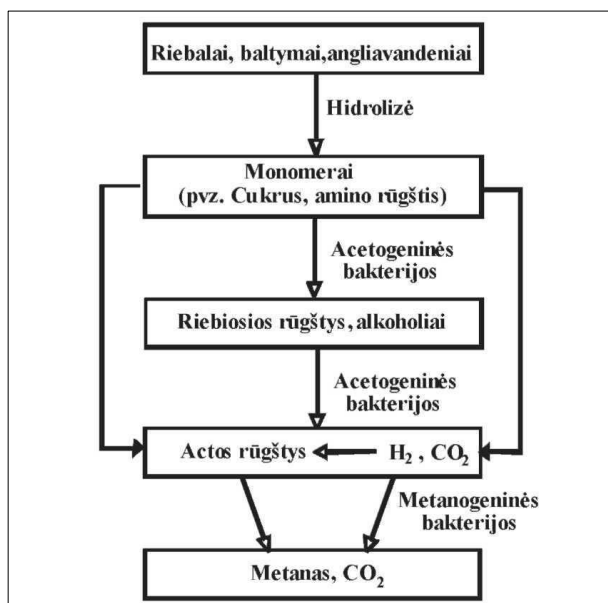 Riebalai, baltymai,angliavandeniai
Hidrolizė
Monomerai
(pvz. Cukrus, amino rūgštis)
Acetogeninės
bakterijos
Riebiosios rūgštys, alkoholiai
Acetogeninės
bakterijos
Actos rūgštys H₂ , CO₂
Metanogeninės
bakterijos
Metanas, CO₂